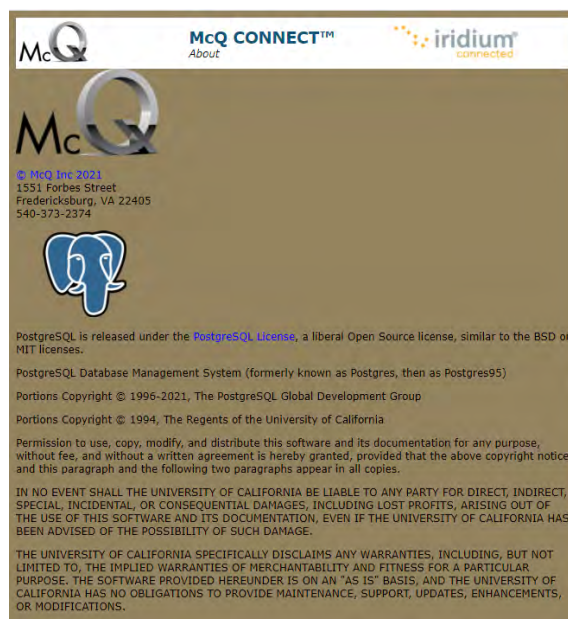 McQ
McQ CONNECT™
About
iridium®
connected
McQ
© McQ Inc 2021
1551 Forbes Street
Fredericksburg, VA 22405
540-373-2374
PostgreSQL is released under the PostgreSQL License, a liberal Open Source license, similar to the BSD or
MIT licenses.
PostgreSQL Database Management System (formerly known as Postgres, then as Postgres95)
Portions Copyright © 1996-2021, The PostgreSQL Global Development Group
Portions Copyright © 1994, The Regents of the University of California
Permission to use, copy, modify, and distribute this software and its documentation for any purpose,
without fee, and without a written agreement is hereby granted, provided that the above copyright notice
and this paragraph and the following two paragraphs appear in all copies.
IN NO EVENT SHALL THE UNIVERSITY OF CALIFORNIA BE LIABLE TO ANY PARTY FOR DIRECT, INDIRECT,
SPECIAL, INCIDENTAL, OR CONSEQUENTIAL DAMAGES, INCLUDING LOST PROFITS, ARISING OUT OF
THE USE OF THIS SOFTWARE AND ITS DOCUMENTATION, EVEN IF THE UNIVERSITY OF CALIFORNIA HAS
BEEN ADVISED OF THE POSSIBILITY OF SUCH DAMAGE.
THE UNIVERSITY OF CALIFORNIA SPECIFICALLY DISCLAIMS ANY WARRANTIES, INCLUDING, BUT NOT
LIMITED TO, THE IMPLIED WARRANTIES OF MERCHANTABILITY AND FITNESS FOR A PARTICULAR
PURPOSE. THE SOFTWARE PROVIDED HEREUNDER IS ON AN "AS IS" BASIS, AND THE UNIVERSITY OF
CALIFORNIA HAS NO OBLIGATIONS TO PROVIDE MAINTENANCE, SUPPORT, UPDATES, ENHANCEMENTS,
OR MODIFICATIONS.